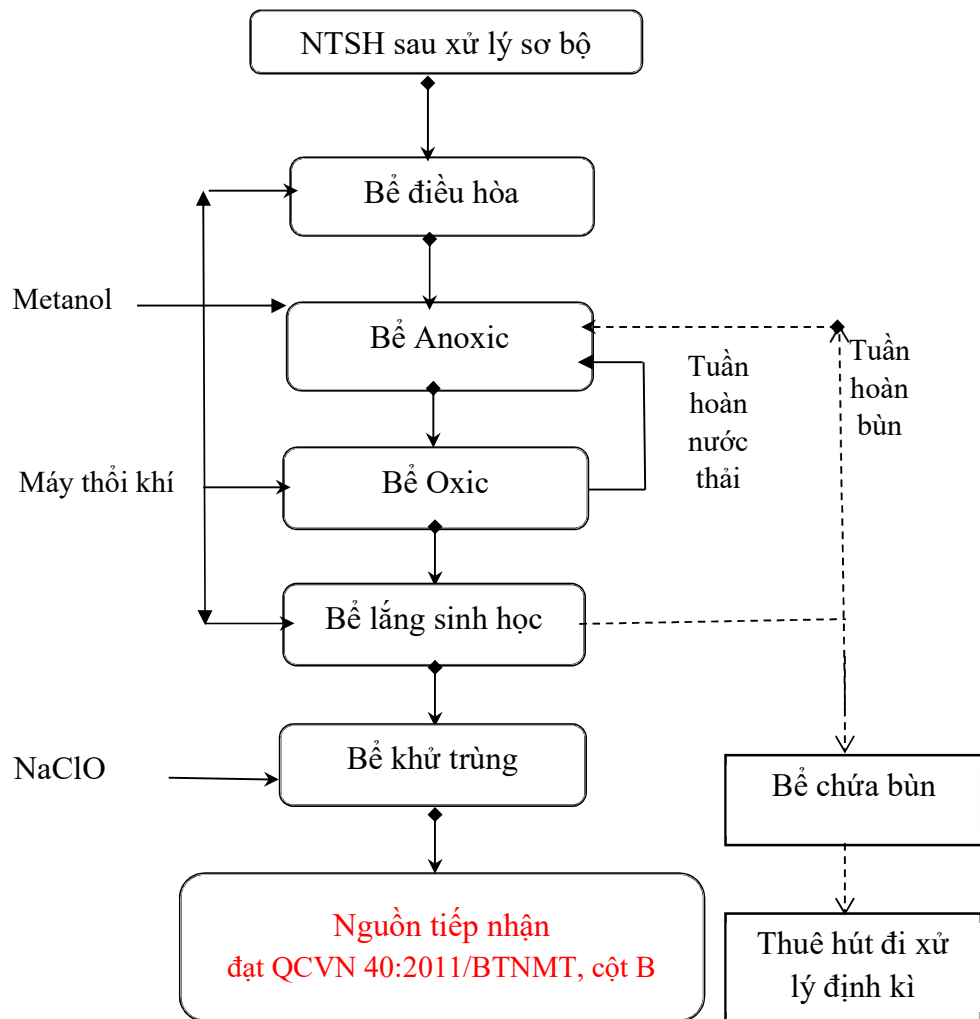 NTSH sau xử lý sơ bộ
Bể điều hòa
Metanol
Bể Anoxic
Tuần
hoàn
nước
thải
Tuần
hoàn
bùn
Máy thổi khí
Bể Oxic
Bể lắng sinh học
NaClO
Bể khử trùng
Bể chứa bùn
Nguồn tiếp nhận
đạt QCVN 40:2011/BTNMT, cột B
Thuê hút đi xử
lý định kì